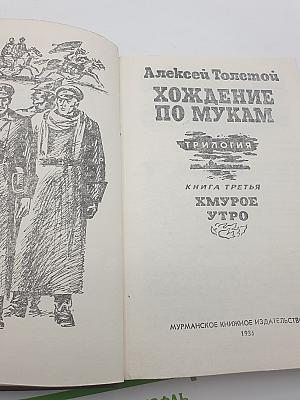 Алексей Толстой
ХОЖДЕНИЕ
ПО МУКАМ
ТРИЛОГИЯ
КНИГА ТРЕТЬЯ
ХМУРОЕ
УТРО
МУРМАНСКОЕ КНИЖНОЕ ИЗДАТЕЛЬСТВО